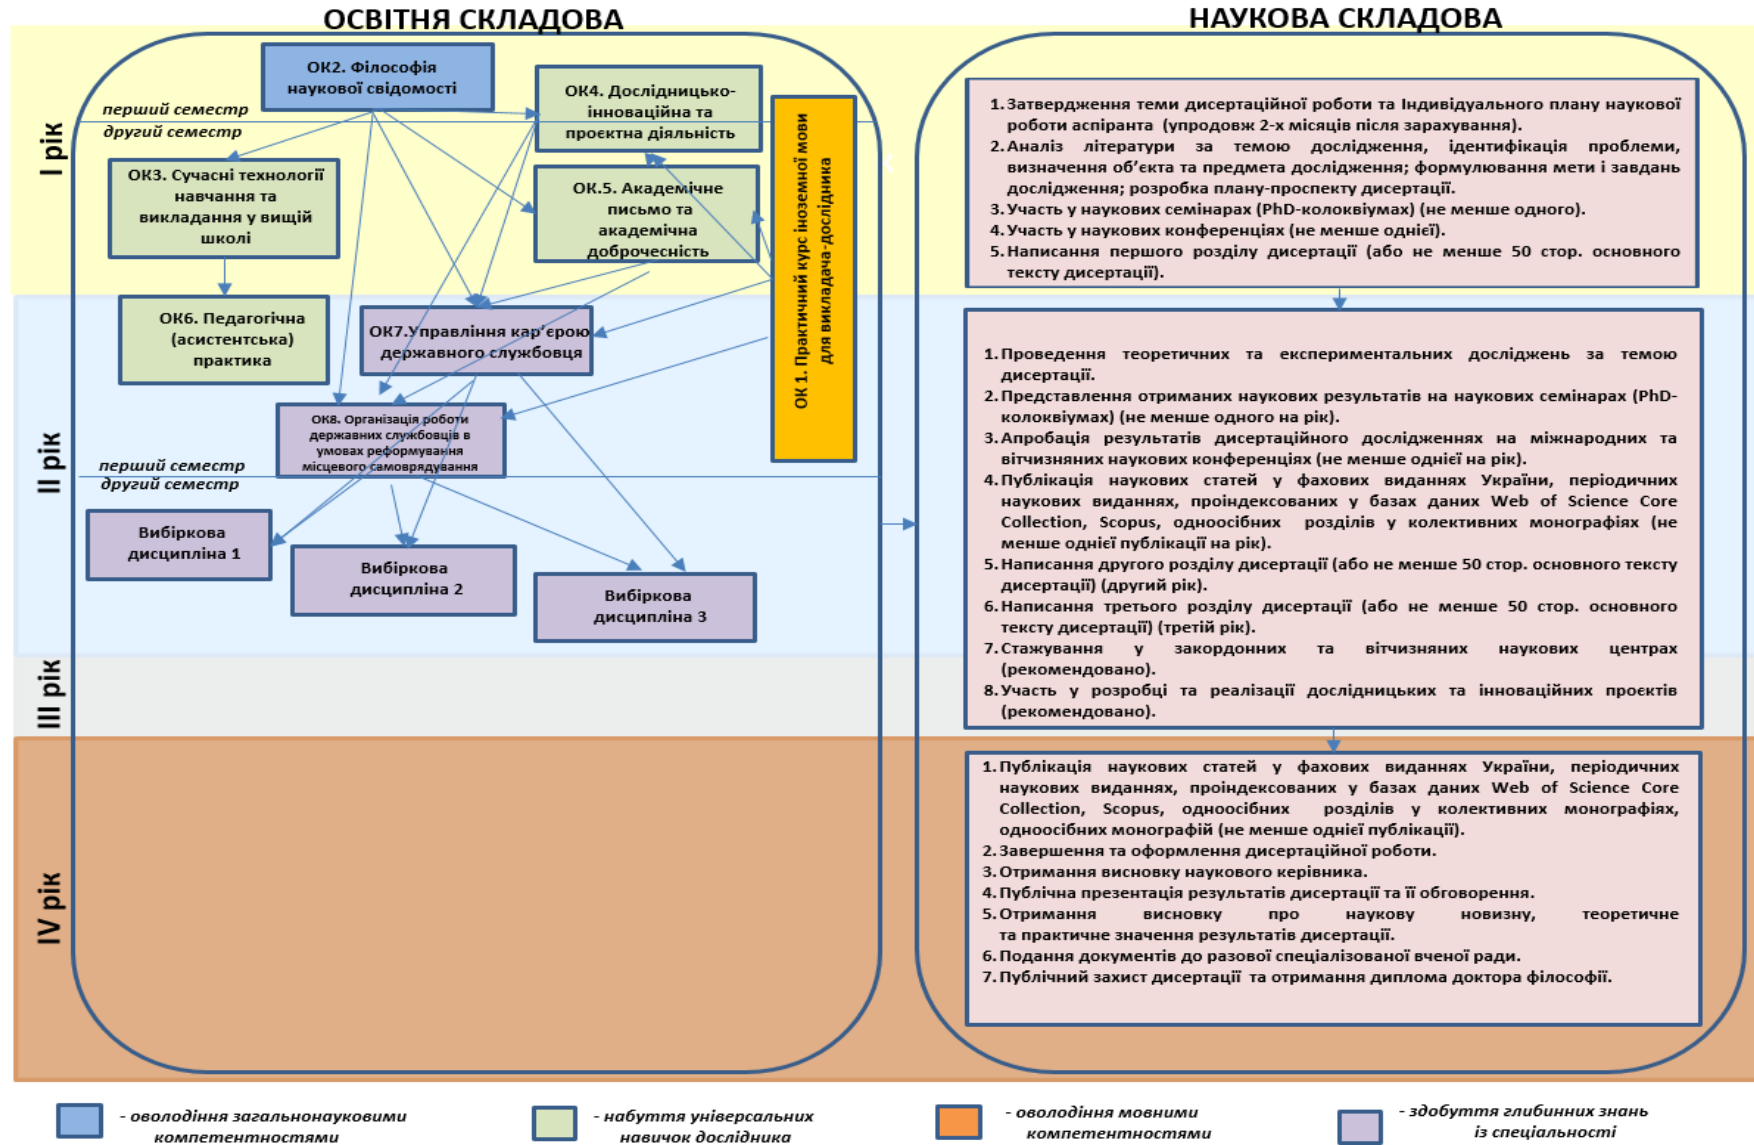 ОСВІТНЯ СКЛАДОВА
НАУКОВА СКЛАДОВА
І рік
ІІ рік
ІІІ рік
IV рік
ОК2. Філософія
наукової свідомості
перший семестр
другий семестр
ОК4. Дослідницько-
інноваційна та
проєктна діяльність
ОК3. Сучасні технології
навчання та
викладання у вищій
школі
ОК.5. Академічне
письмо та
академічна
доброчесність
ОК 1. Практичний курс іноземної мови
для викладача-дослідника
ОК6. Педагогічна
(асистентська)
практика
ОК7.Управління кар’єрою
державного службовця
ОК8. Організація роботи
державних службовців в
умовах реформування
місцевого самоврядування
перший семестр
другий семестр
Вибіркова
дисципліна 1
Вибіркова
дисципліна 2
Вибіркова
дисципліна 3
1. Затвердження теми дисертаційної роботи та Індивідуального плану наукової
роботи аспіранта (упродовж 2-х місяців після зарахування).
2. Аналіз літератури за темою дослідження, ідентифікація проблеми,
визначення об’єкта та предмета дослідження; формулювання мети і завдань
дослідження; розробка плану-проспекту дисертації.
3. Участь у наукових семінарах (PhD-колоквіумах) (не менше одного).
4. Участь у наукових конференціях (не менше однієї).
5. Написання першого розділу дисертації (або не менше 50 стор. основного
тексту дисертації).
1. Проведення теоретичних та експериментальних досліджень за темою
дисертації.
2. Представлення отриманих наукових результатів на наукових семінарах (PhD-
колоквіумах) (не менше одного на рік).
3. Апробація результатів дисертаційного дослідженнях на міжнародних та
вітчизняних наукових конференціях (не менше однієї на рік).
4. Публікація наукових статей у фахових виданнях України, періодичних
наукових виданнях, проіндексованих у базах даних Web of Science Core
Collection, Scopus, одноосібних розділів у колективних монографіях (не
менше однієї публікації на рік).
5. Написання другого розділу дисертації (або не менше 50 стор. основного тексту
дисертації) (другий рік).
6. Написання третього розділу дисертації (або не менше 50 стор. основного
тексту дисертації) (третій рік).
7. Стажування у закордонних та вітчизняних наукових центрах
(рекомендовано).
8. Участь у розробці та реалізації дослідницьких та інноваційних проєктів
(рекомендовано).
1. Публікація наукових статей у фахових виданнях України, періодичних
наукових виданнях, проіндексованих у базах даних Web of Science Core
Collection, Scopus, одноосібних розділів у колективних монографіях,
одноосібних монографій (не менше однієї публікації).
2. Завершення та оформлення дисертаційної роботи.
3. Отримання висновку наукового керівника.
4. Публічна презентація результатів дисертації та її обговорення.
5. Отримання висновку про наукову новизну, теоретичне
та практичне значення результатів дисертації.
6. Подання документів до разової спеціалізованої вченої ради.
7. Публічний захист дисертації та отримання диплома доктора філософії.
- оволодіння загальнонауковими
компетентностями
- набуття універсальних
навичок дослідника
- оволодіння мовними
компетентностями
- здобуття глибинних знань
із спеціальності